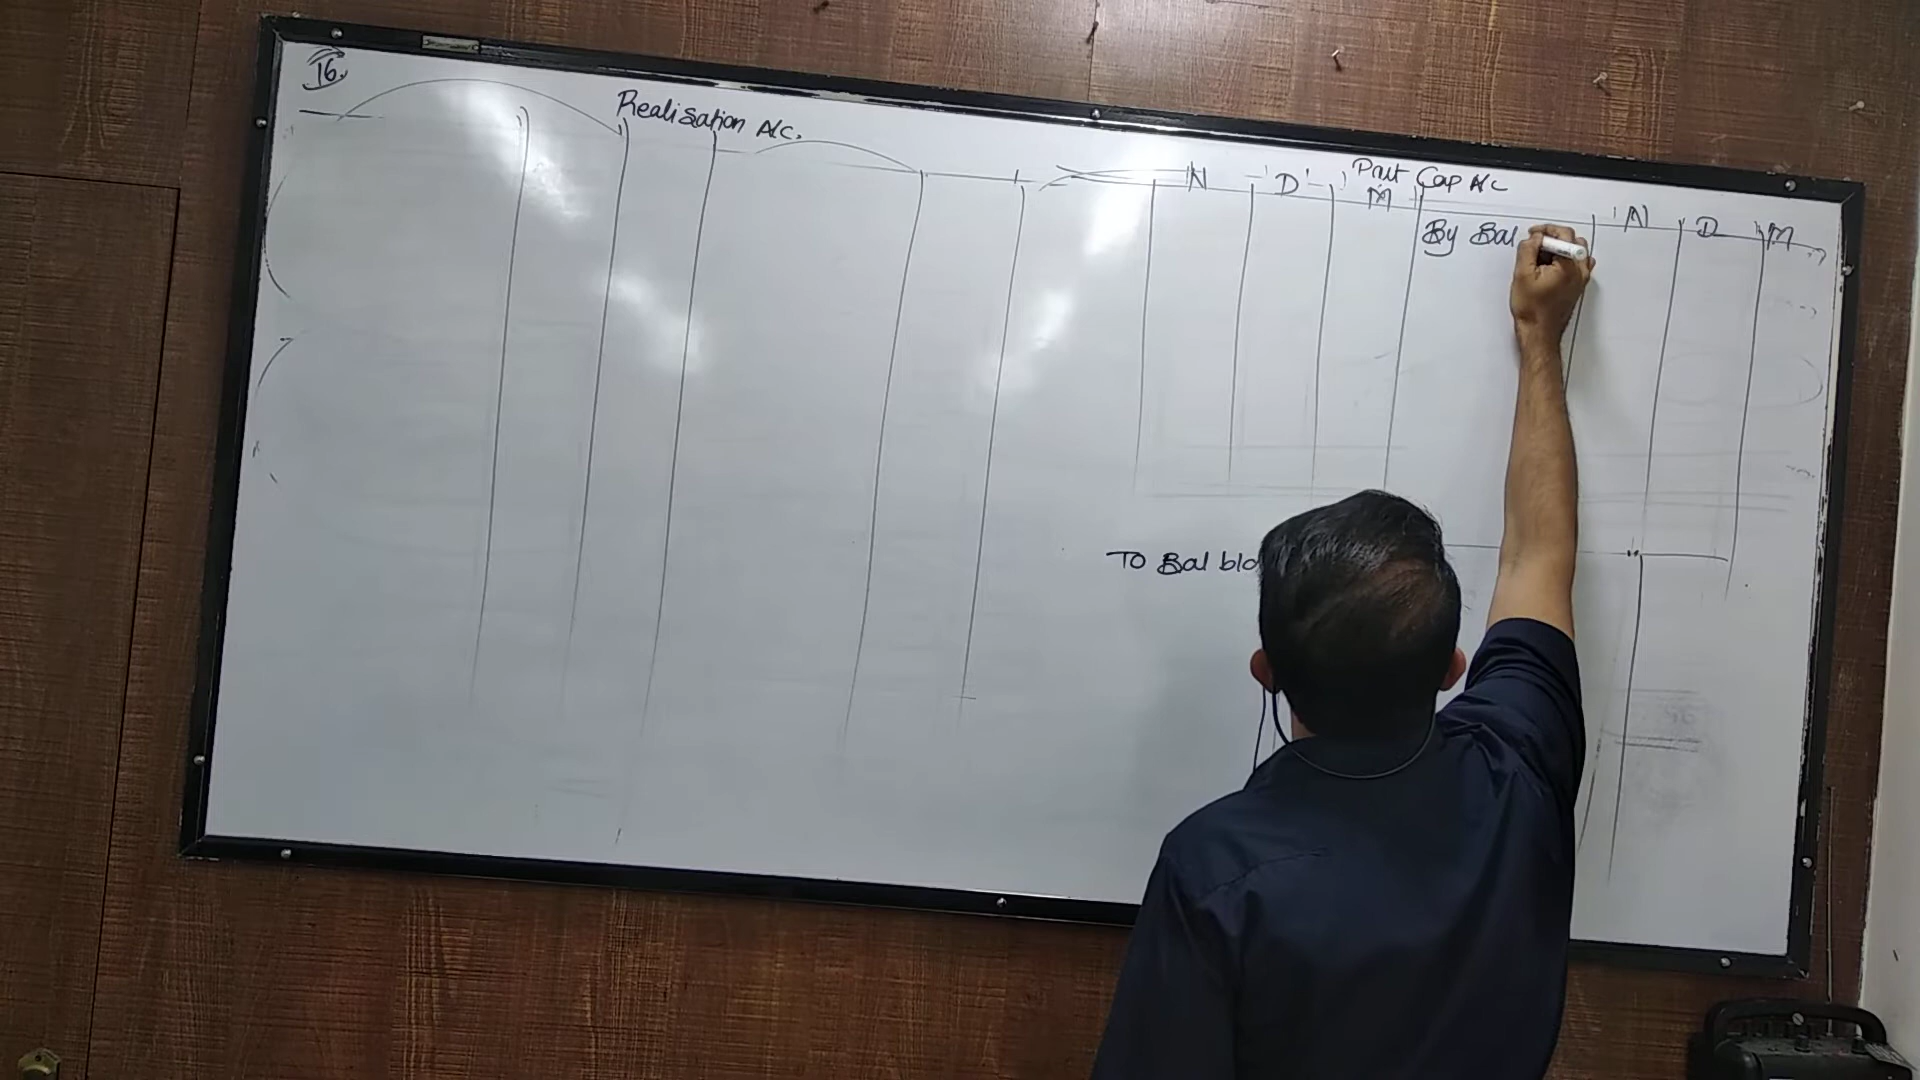 16.
Realisation A/c.
Part Cap A/c
N D M
A D M
By Bal
To Bal b/d